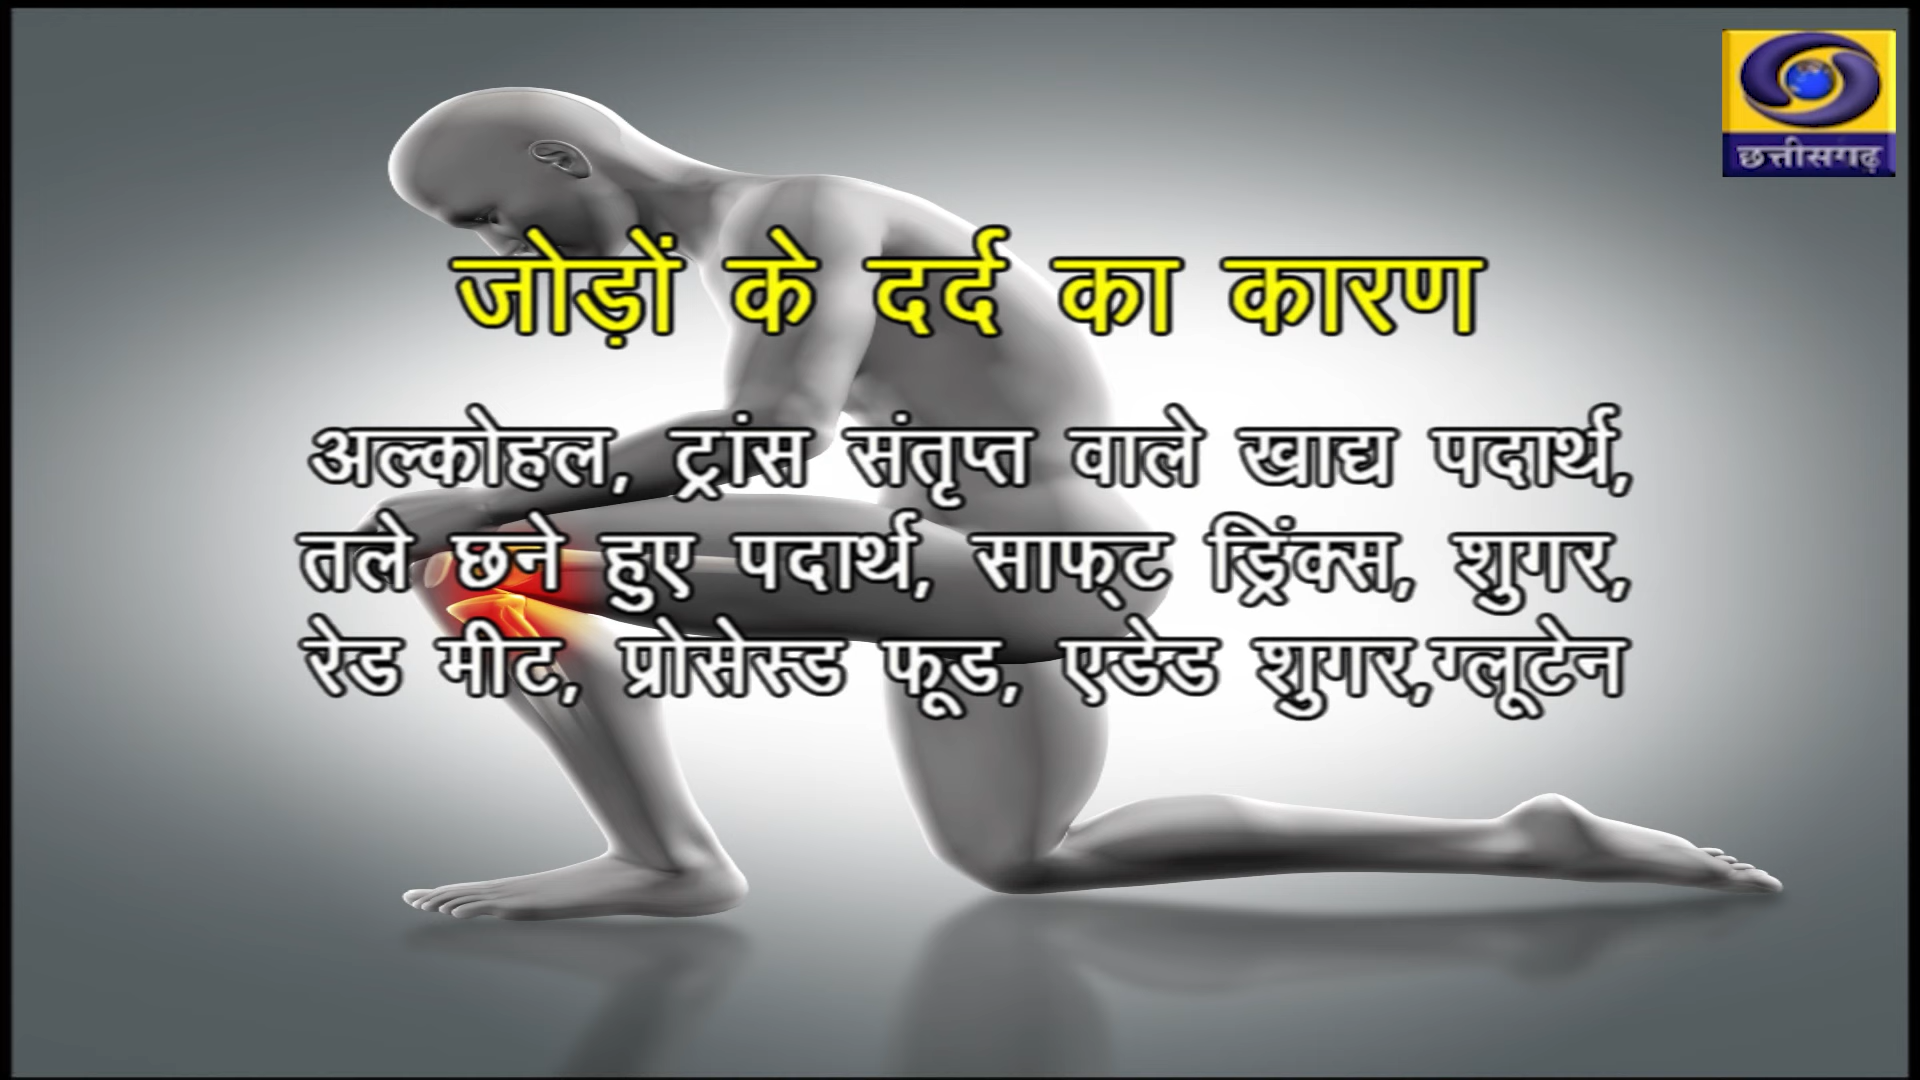 छत्तीसगढ़
जोड़ों के दर्द का कारण
अल्कोहल, ट्रांस संतृप्त वाले खाद्य पदार्थ,
तले छने हुए पदार्थ, साफ्ट ड्रिंक्स, शुगर,
रेड मीट, प्रोसेस्ड फूड, एडेड शुगर,ग्लूटेन